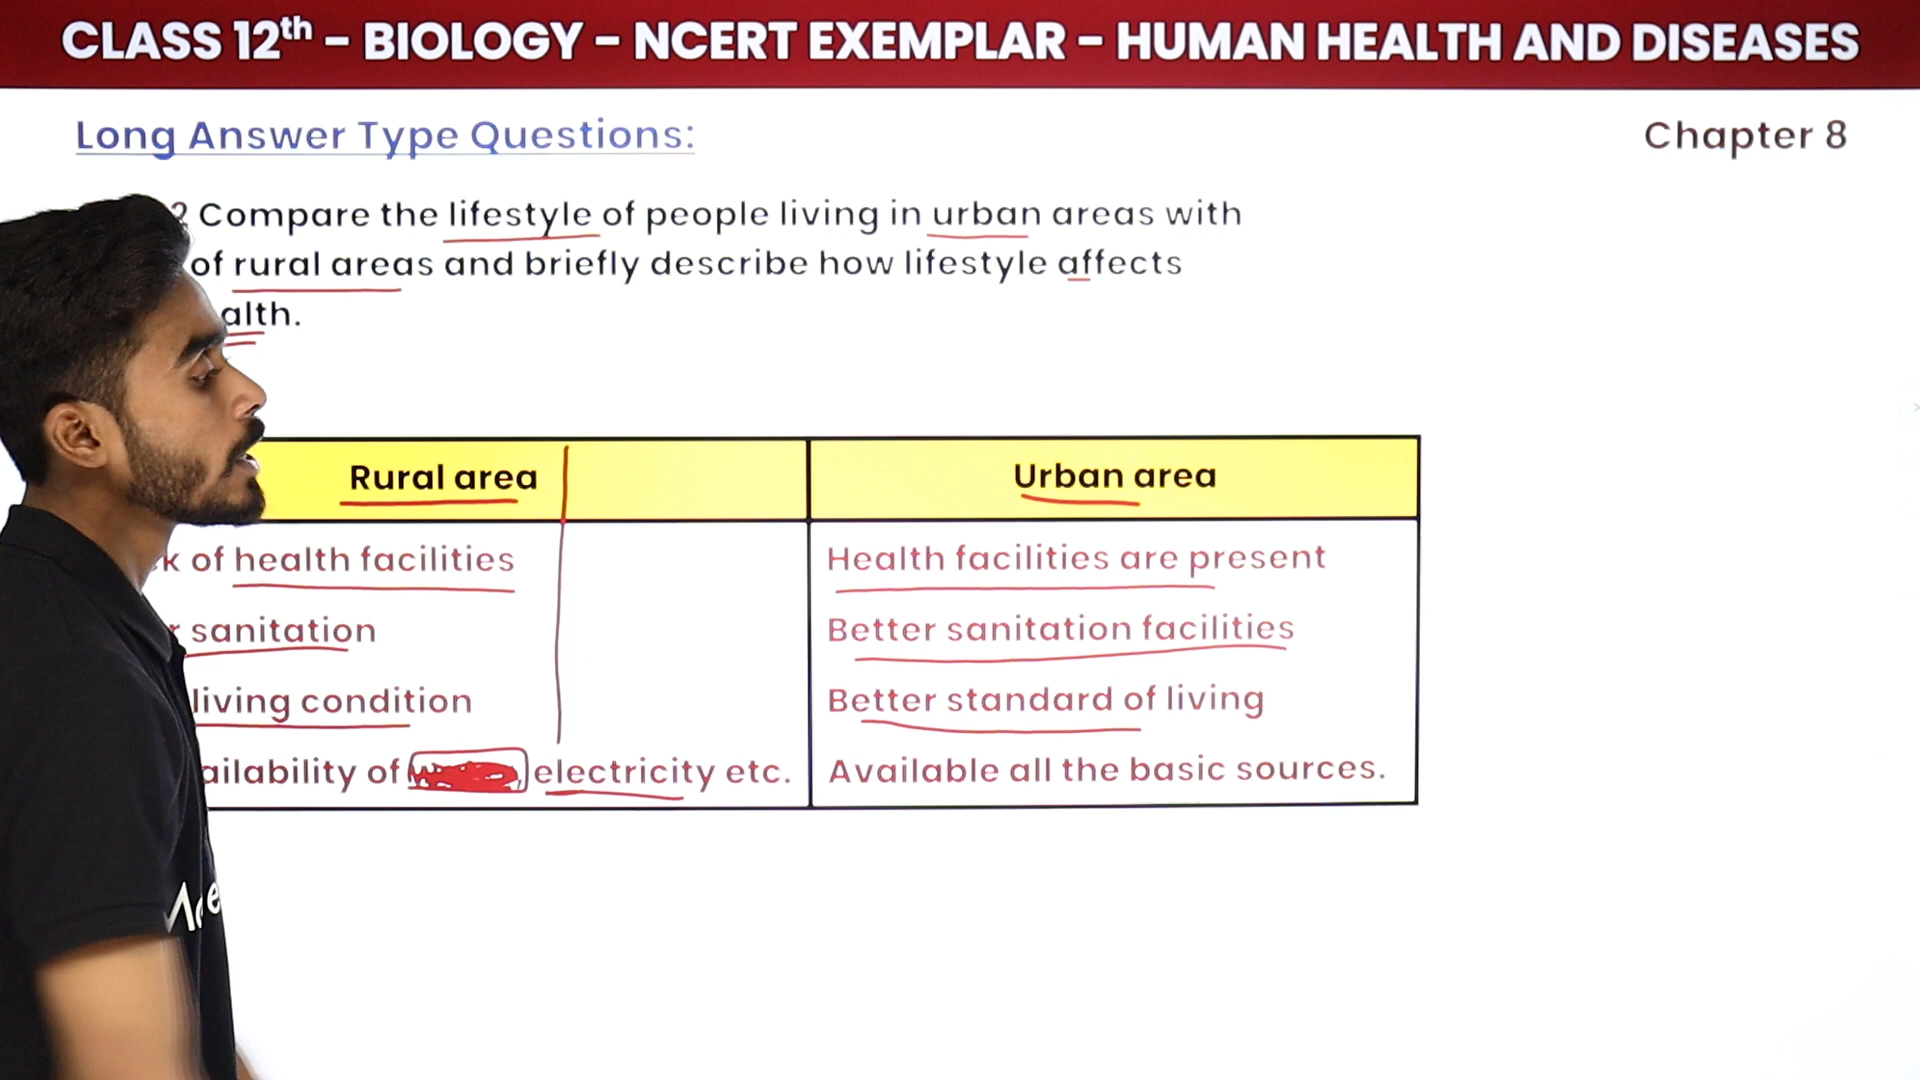 CLASS 12th – BIOLOGY – NCERT EXEMPLAR – HUMAN HEALTH AND DISEASES
Long Answer Type Questions:
Chapter 8
Compare the lifestyle of people living in urban areas with
of rural areas and briefly describe how lifestyle affects
alth.
Rural area
Urban area
k of health facilities
Health facilities are present
sanitation
Better sanitation facilities
living condition
Better standard of living
ailability of electricity etc.
Available all the basic sources.